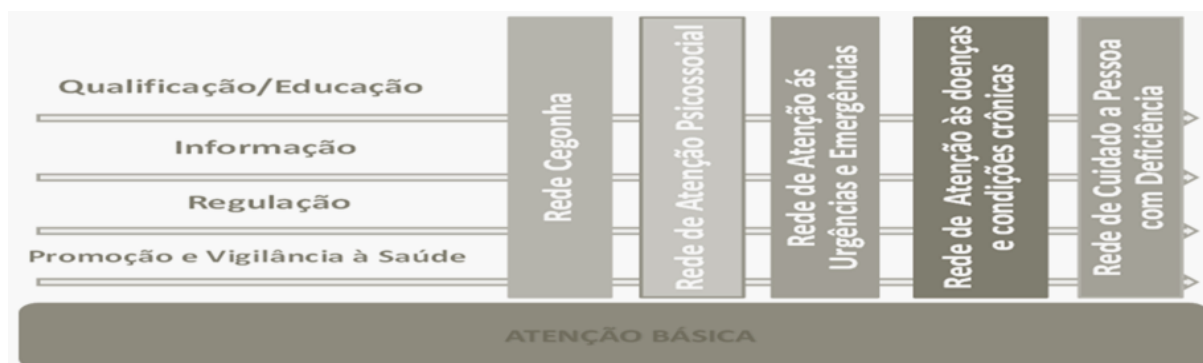 Qualificação/Educação
Informação
Regulação
Promoção e Vigilância à Saúde
Rede Cegonha
Rede de Atenção Psicossocial
Rede de Atenção ás
Urgências e Emergências
Rede de Atenção às doenças
e condições crônicas
Rede de Cuidado a Pessoa
com Deficiência
ATENÇÃO BÁSICA